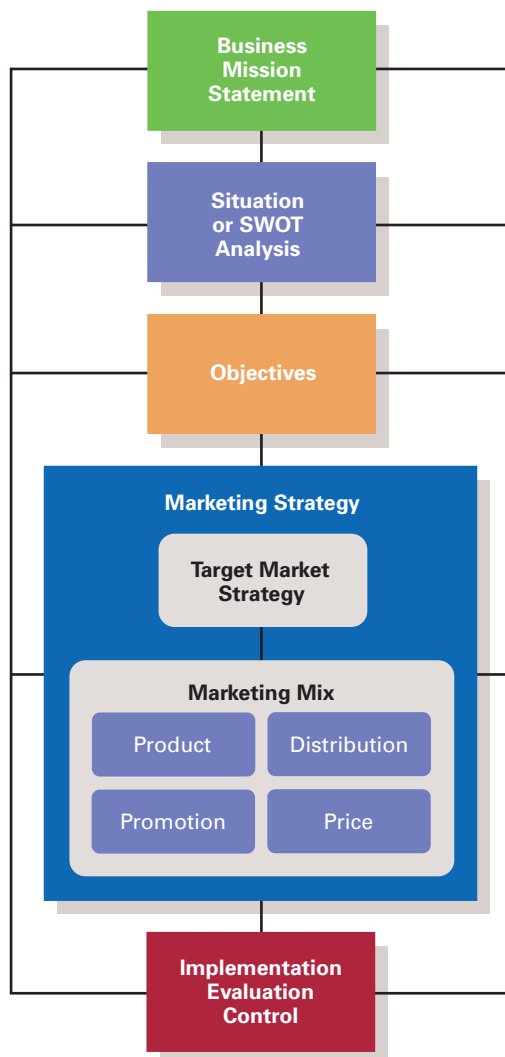 Business
Mission
Statement
Situation
or SWOT
Analysis
Objectives
Marketing Strategy
Target Market
Strategy
Marketing Mix
Product
Distribution
Promotion
Price
Implementation
Evaluation
Control